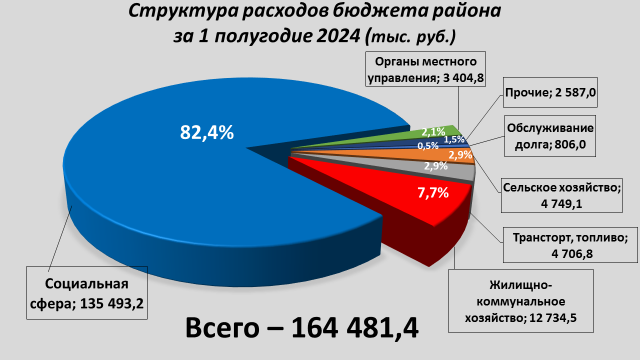 Структура расходов бюджета района
за 1 полугодие 2024 (тыс. руб.)
Органы местного
управления; 3 404,8
Прочие; 2 587,0
Обслуживание
долга; 806,0
Сельское хозяйство;
4 749,1
Транспорт, топливо;
4 706,8
Жилищно-
коммунальное
хозяйство; 12 734,5
Социальная
сфера; 135 493,2
82,4%
2,1%
1,5%
0,5%
2,9%
2,9%
7,7%
Всего – 164 481,4